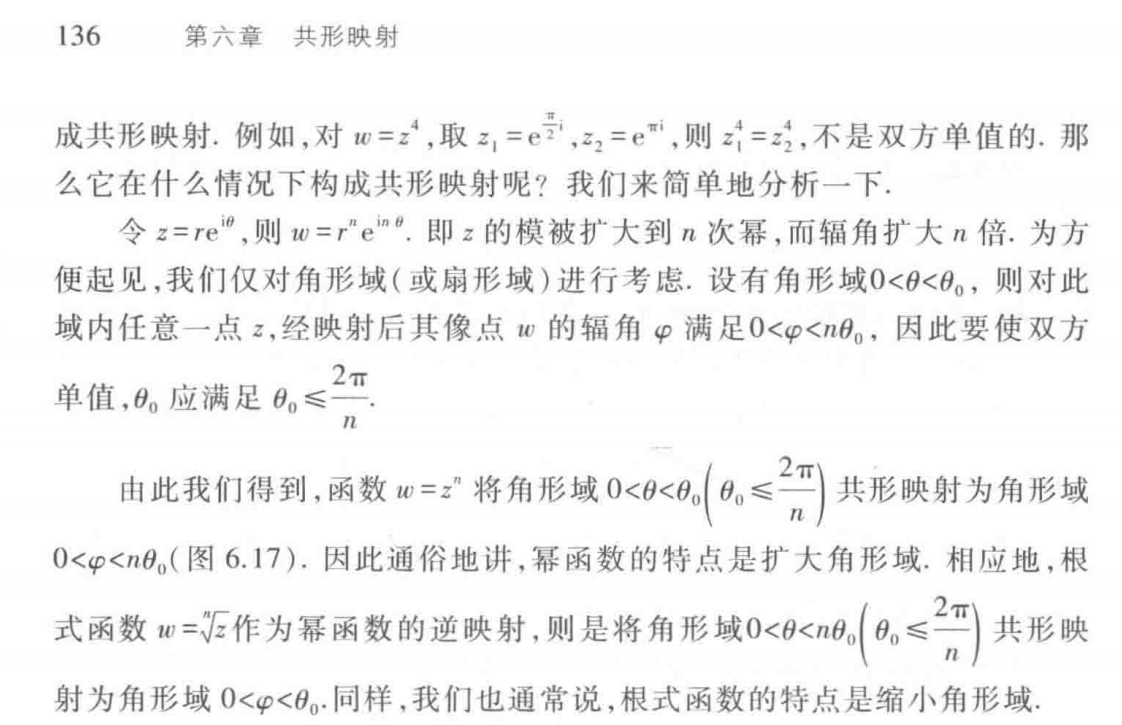 136 第六章 共形映射
成共形映射. 例如,对 w=z⁴,取 z₁=e^{\frac{π}{2}i},z₂=e^{πi},则 z₁⁴=z₂⁴,不是双方单值的. 那
么它在什么情况下构成共形映射呢? 我们来简单地分析一下.
令 z=re^{iθ},则 w=rⁿe^{inθ}. 即 z 的模被扩大到 n 次幂,而辐角扩大 n 倍. 为方
便起见,我们仅对角形域(或扇形域)进行考虑. 设有角形域0<θ<θ₀, 则对此
域内任意一点 z,经映射后其像点 w 的辐角 φ 满足0<φ<nθ₀, 因此要使双方
单值,θ₀ 应满足 θ₀≤\frac{2π}{n}.
由此我们得到,函数 w=zⁿ 将角形域 0<θ<θ₀(θ₀≤\frac{2π}{n}) 共形映射为角形域
0<φ<nθ₀(图 6.17). 因此通俗地讲,幂函数的特点是扩大角形域. 相应地,根
式函数 w=\sqrt[n]{z}作为幂函数的逆映射,则是将角形域0<θ<nθ₀(θ₀≤\frac{2π}{n}) 共形映
射为角形域 0<φ<θ₀.同样,我们也通常说,根式函数的特点是缩小角形域.